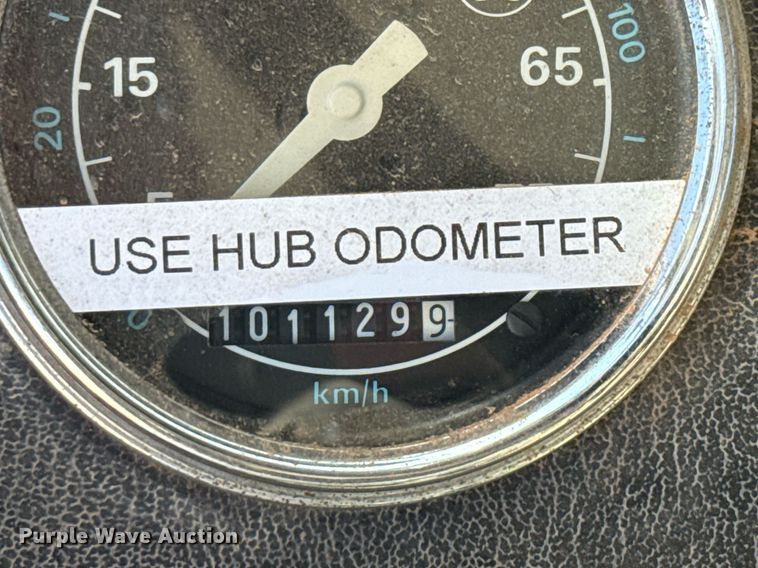 100
15
65
20
USE HUB ODOMETER
1011299
km/h
Purple Wave Auction